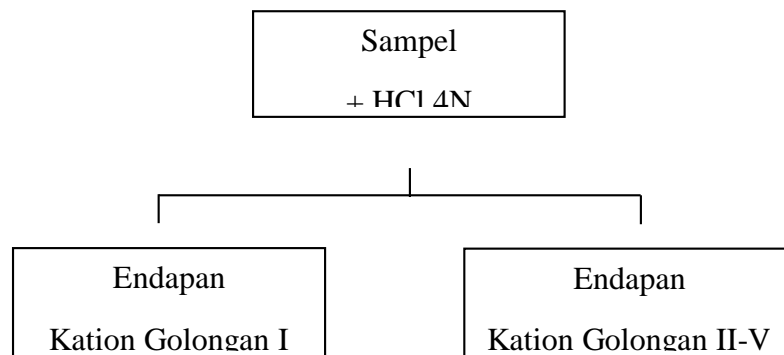 Sampel
+ HCl 4N
Endapan
Kation Golongan I
Endapan
Kation Golongan II-V